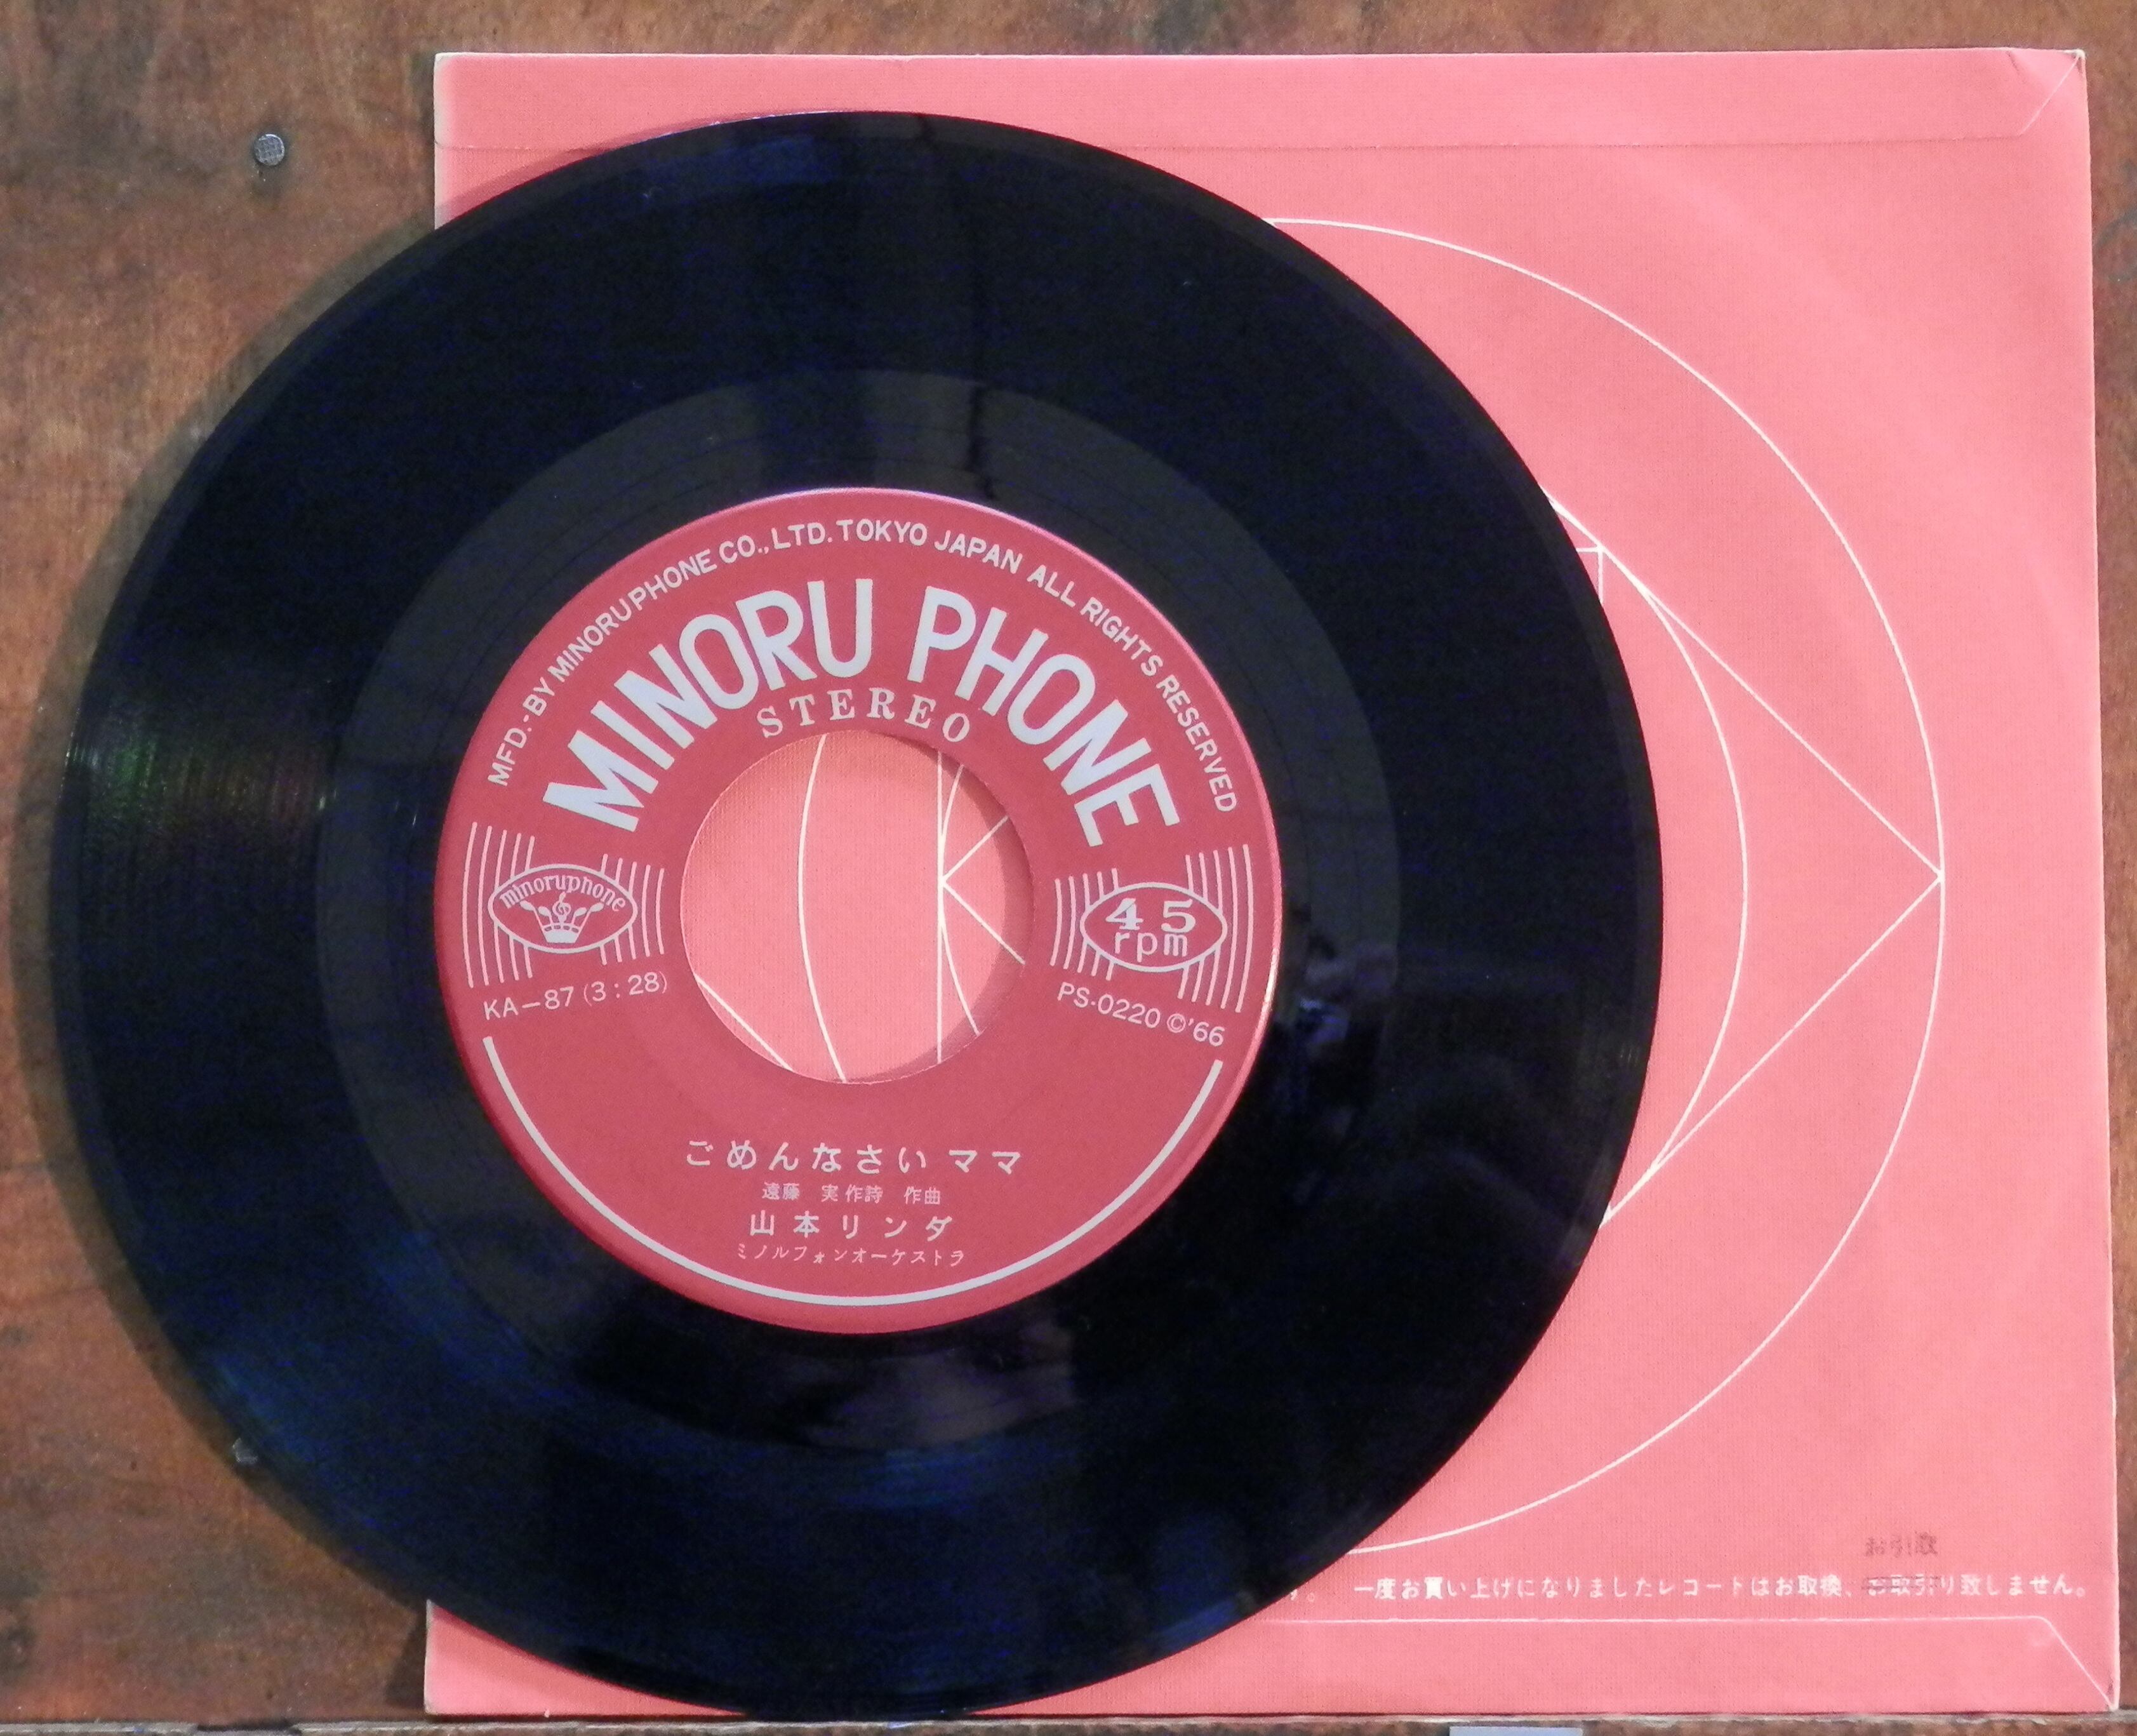 MFD.-BY MINORUPHONE CO., LTD. TOKYO JAPAN ALL RIGHTS RESERVED
MINORU PHONE
STEREO
minoruphone
45
rpm
KA-87 (3:28)
PS-0220 ©'66
ごめんなさい ママ
遠藤 実作詩 作曲
山本リンダ
ミノルフォンオーケストラ
お引取
す。 一度お買い上げになりましたレコードはお取換、お取引り致しません。